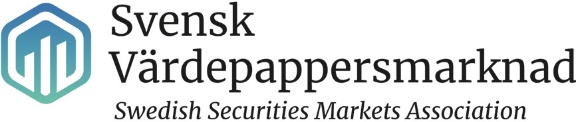 Svensk
Värdepappersmarknad
Swedish Securities Markets Association